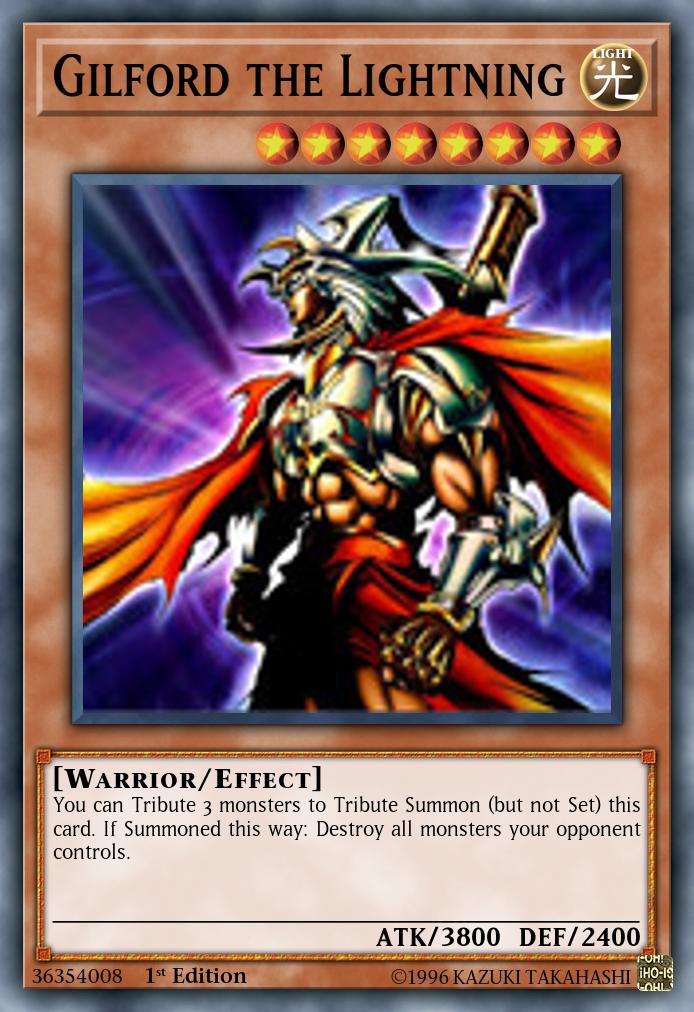 Gilford the Lightning
LIGHT
光
[Warrior/Effect]
You can Tribute 3 monsters to Tribute Summon (but not Set) this
card. If Summoned this way: Destroy all monsters your opponent
controls.
ATK/3800 DEF/2400
36354008 1st Edition ©1996 KAZUKI TAKAHASHI